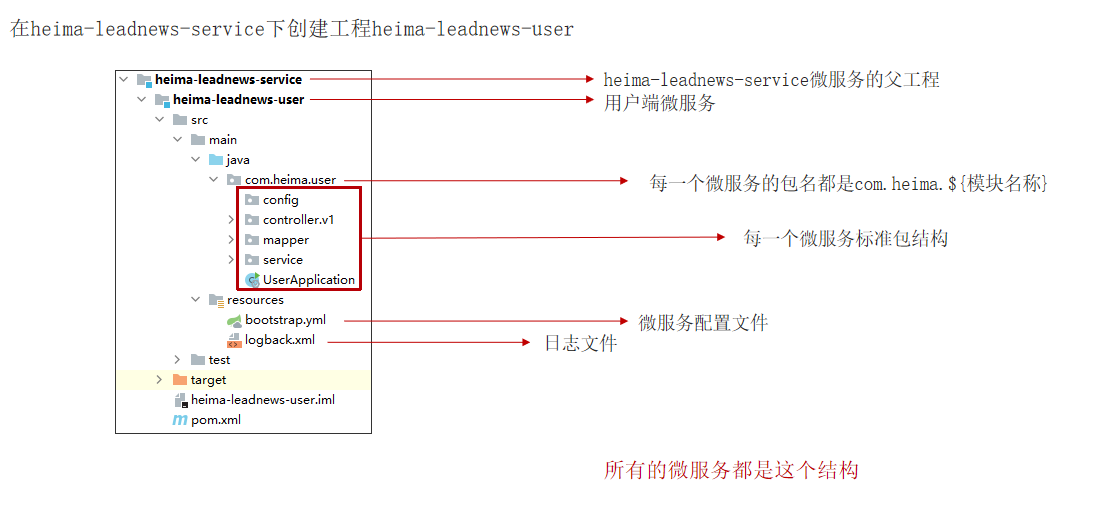 在heima-leadnews-service下创建工程heima-leadnews-user
heima-leadnews-service
heima-leadnews-service微服务的父工程
heima-leadnews-user
用户端微服务
src
main
java
com.heima.user
每一个微服务的包名都是com.heima.${模块名称}
config
controller.v1
mapper
每一个微服务标准包结构
service
UserApplication
resources
bootstrap.yml
微服务配置文件
logback.xml
日志文件
test
target
heima-leadnews-user.iml
pom.xml
所有的微服务都是这个结构